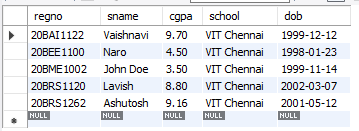 regno sname cgpa school dob
20BAI1122 Vaishnavi 9.70 VIT Chennai 1999-12-12
20BEE1100 Naro 4.50 VIT Chennai 1998-01-23
20BME1002 John Doe 3.50 VIT Chennai 1999-11-14
20BRS1120 Lavish 8.80 VIT Chennai 2002-03-07
20BRS1262 Ashutosh 9.16 VIT Chennai 2001-05-12
NULL NULL NULL NULL NULL